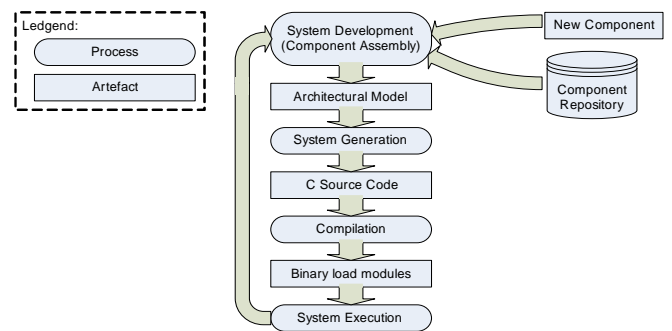 Ledgend:
Process
Artefact
System Development
(Component Assembly)
New Component
Component
Repository
Architectural Model
System Generation
C Source Code
Compilation
Binary load modules
System Execution